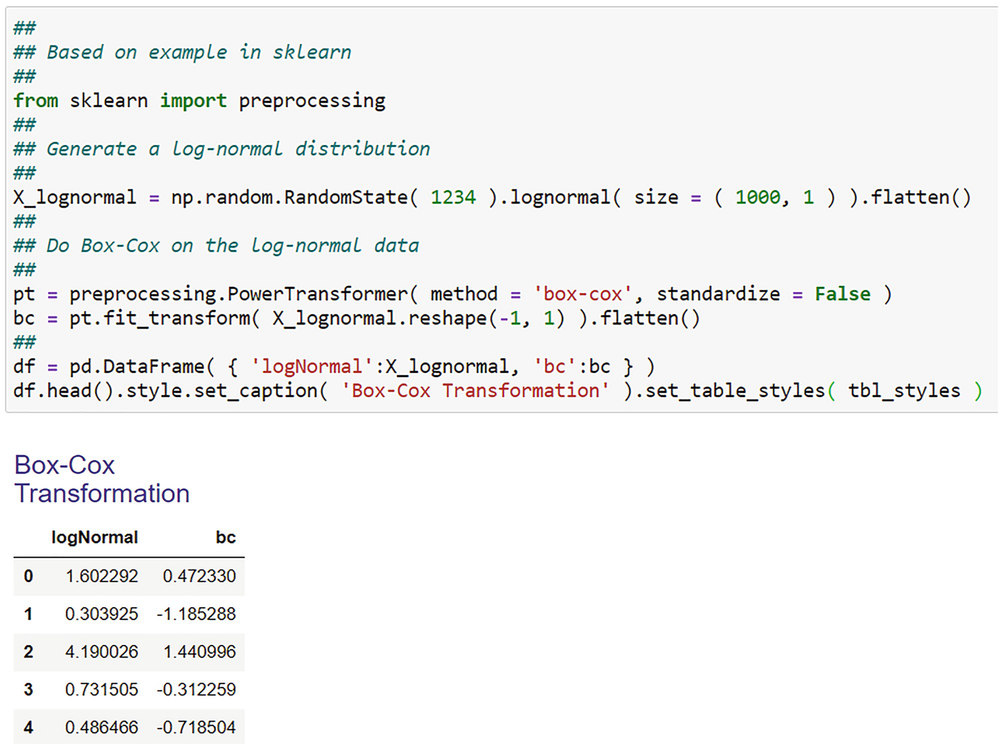 ##
## Based on example in sklearn
##
from sklearn import preprocessing
##
## Generate a log-normal distribution
##
X_lognormal = np.random.RandomState( 1234 ).lognormal( size = ( 1000, 1 ) ).flatten()
##
## Do Box-Cox on the log-normal data
##
pt = preprocessing.PowerTransformer( method = 'box-cox', standardize = False )
bc = pt.fit_transform( X_lognormal.reshape(-1, 1) ).flatten()
##
df = pd.DataFrame( { 'logNormal':X_lognormal, 'bc':bc } )
df.head().style.set_caption( 'Box-Cox Transformation' ).set_table_styles( tbl_styles )
Box-Cox
Transformation
logNormal bc
0 1.602292 0.472330
1 0.303925 -1.185288
2 4.190026 1.440996
3 0.731505 -0.312259
4 0.486466 -0.718504